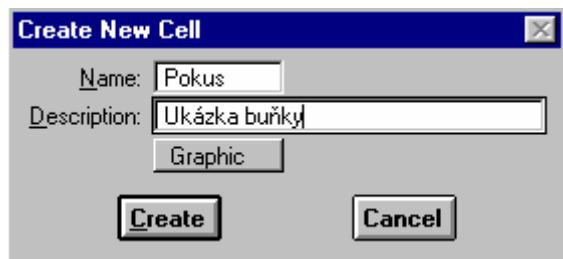 Create New Cell
Name: Pokus
Description: Ukázka buňky
Graphic
Create Cancel